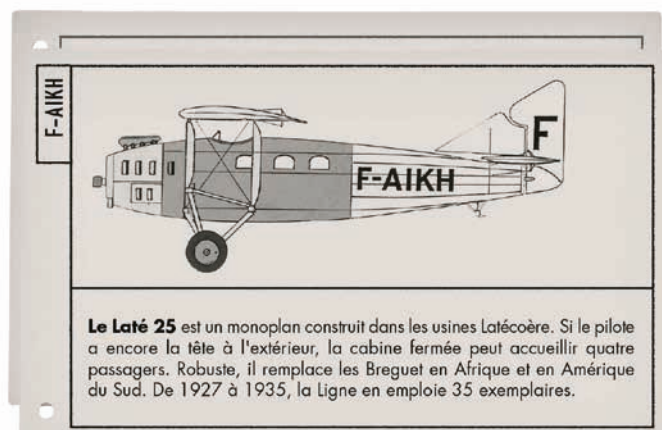 F-AIKH
F
F-AIKH
Le Laté 25 est un monoplan construit dans les usines Latécoère. Si le pilote
a encore la tête à l'extérieur, la cabine fermée peut accueillir quatre
passagers. Robuste, il remplace les Breguet en Afrique et en Amérique
du Sud. De 1927 à 1935, la Ligne en emploie 35 exemplaires.